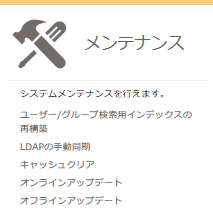 メンテナンス
システムメンテナンスを行えます。
ユーザー/グループ検索用インデックスの
再構築
LDAPの手動同期
キャッシュクリア
オンラインアップデート
オフラインアップデート